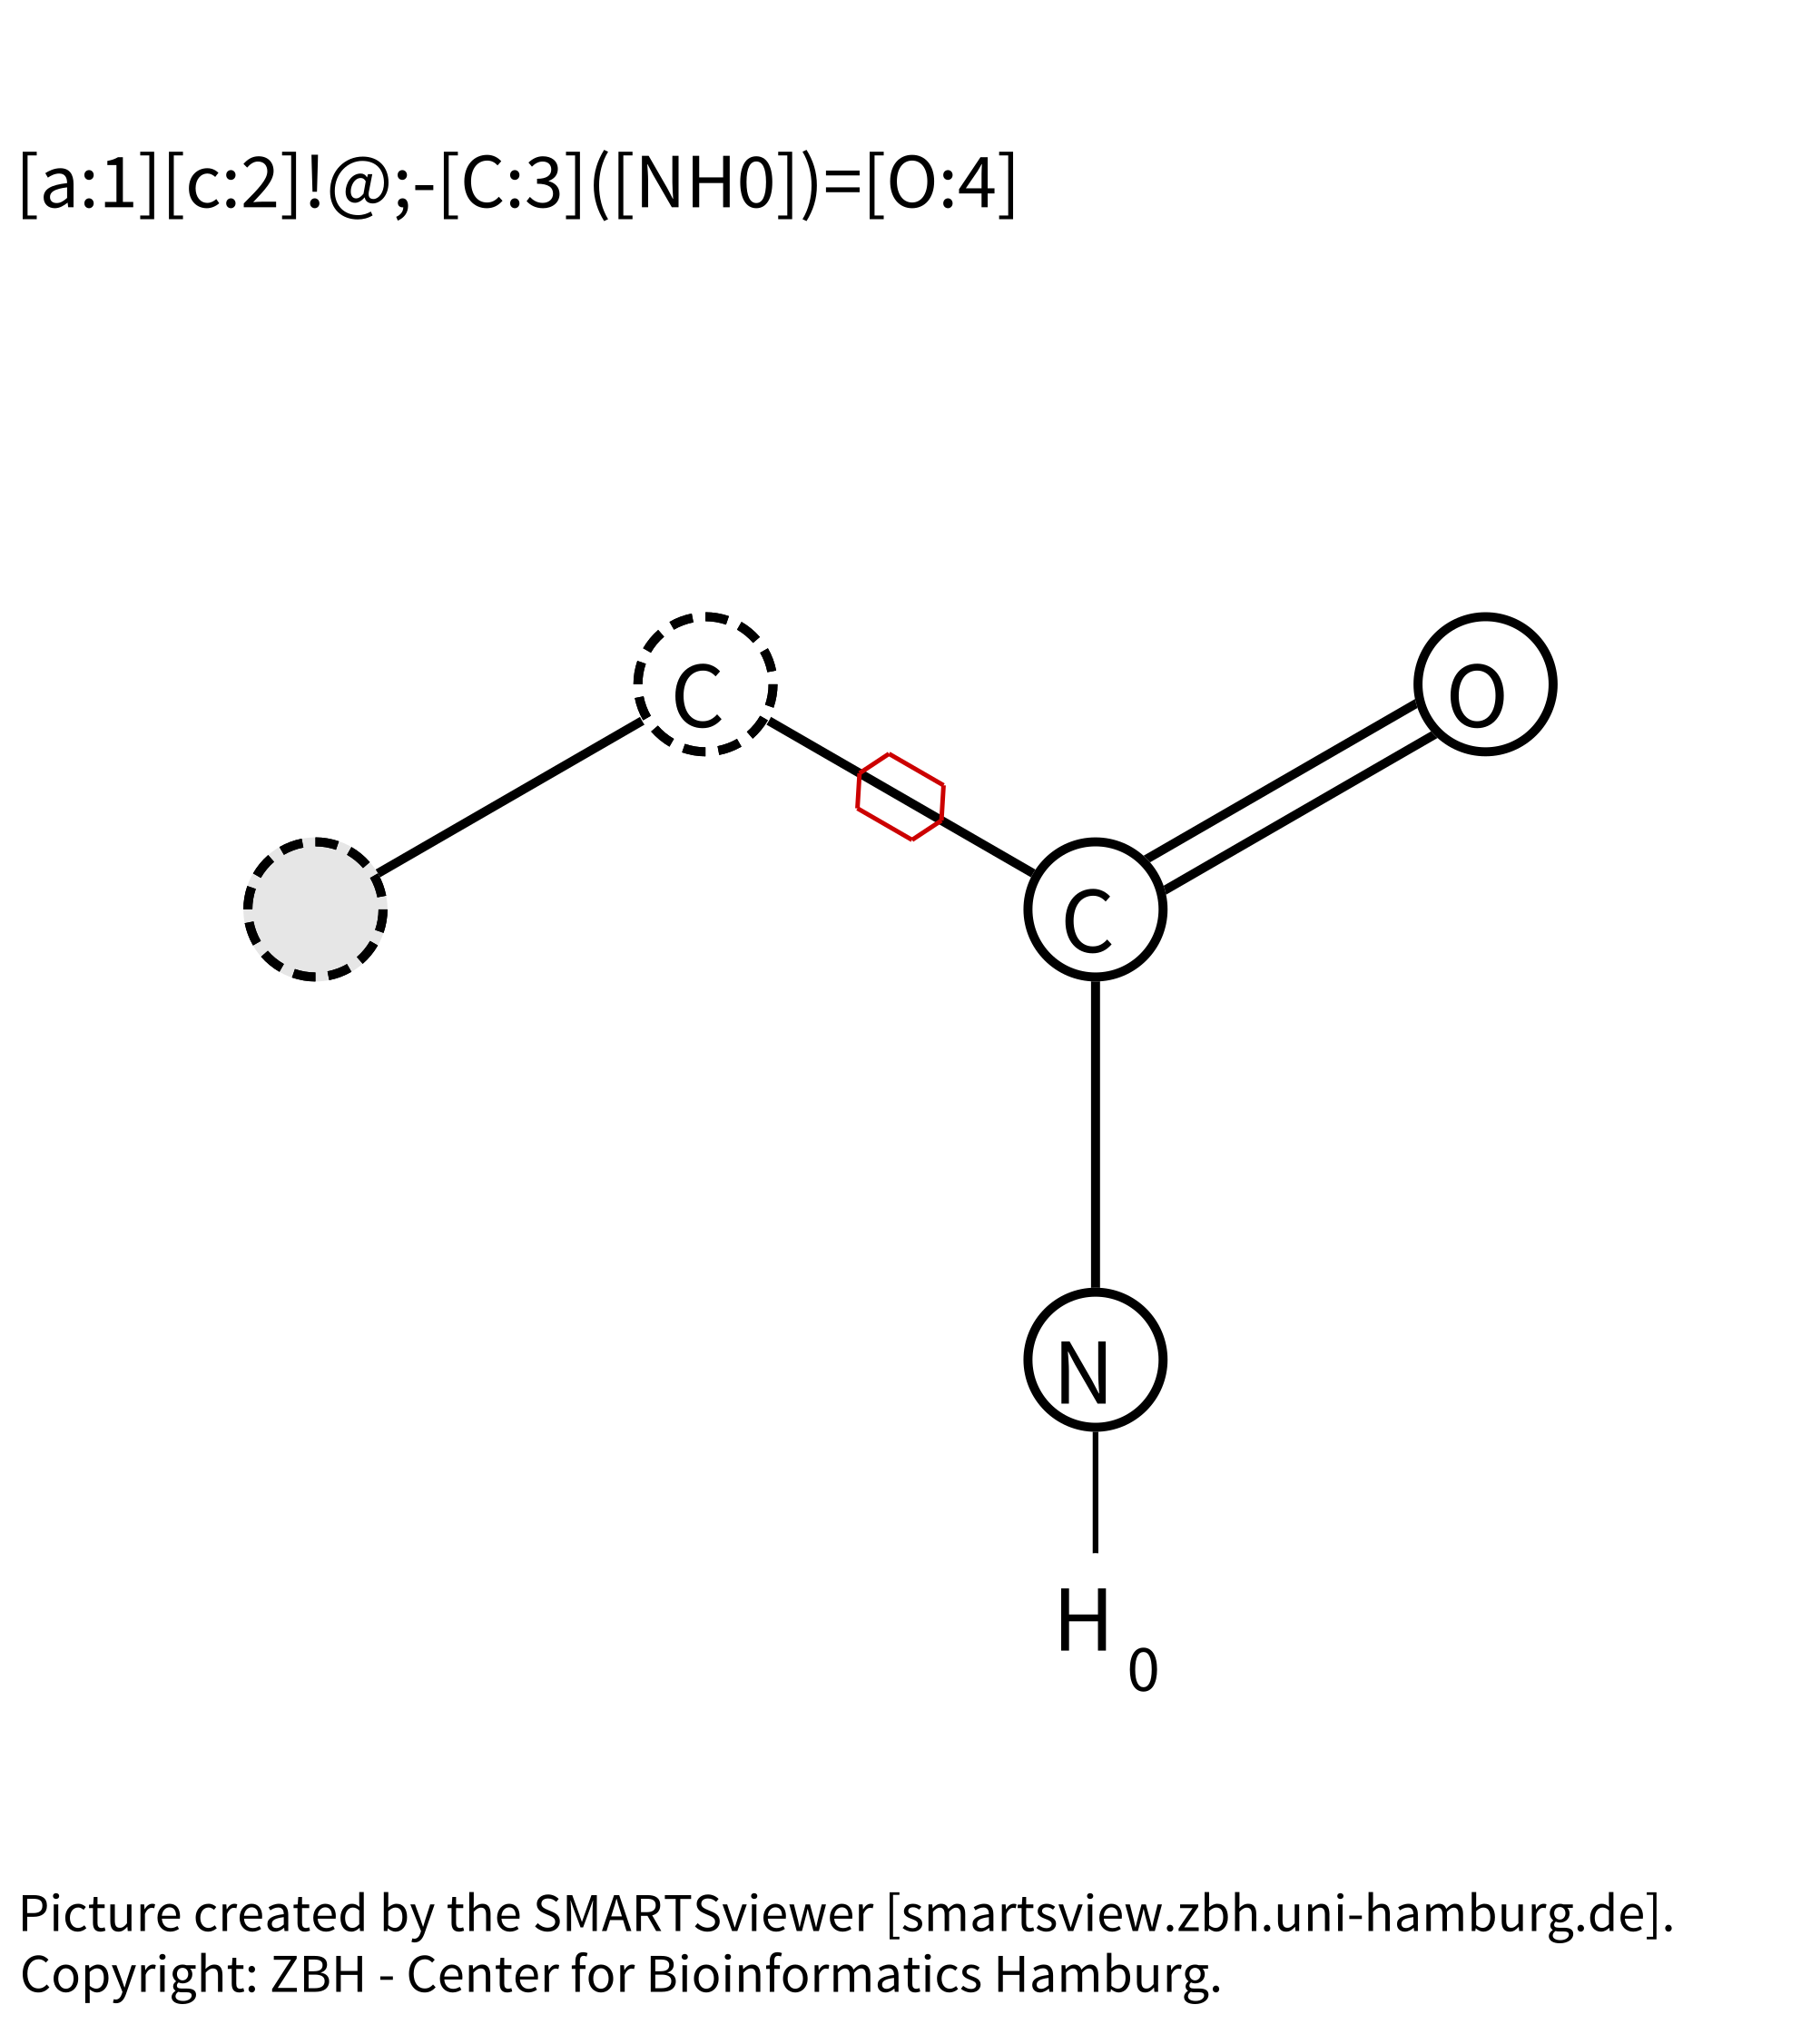 [a:1][c:2]!@;-[C:3]([NH0])=[O:4]
C
O
C
N
H
0
Picture created by the SMARTSviewer [smartsview.zbh.uni-hamburg.de].
Copyright: ZBH - Center for Bioinformatics Hamburg.